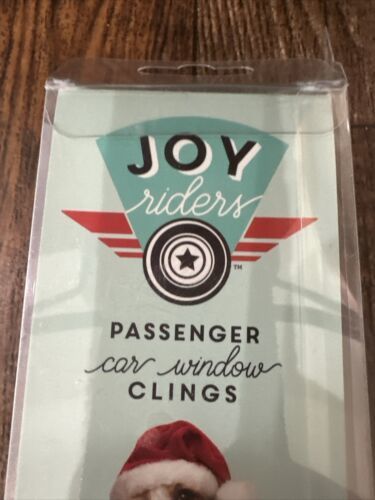 JOY
riders
TM
PASSENGER
car window
CLINGS